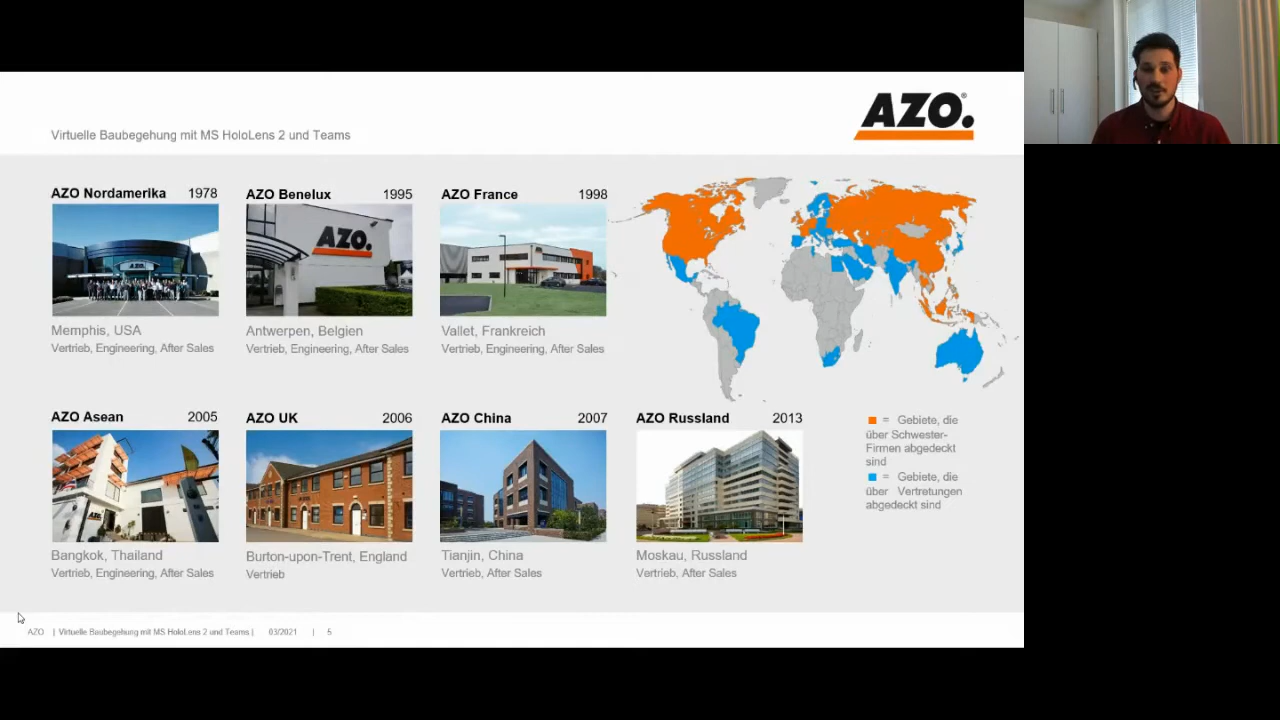 AZO.®
Virtuelle Baubegehung mit MS HoloLens 2 und Teams
AZO Nordamerika 1978
Memphis, USA
Vertrieb, Engineering, After Sales
AZO Benelux 1995
AZO.
Antwerpen, Belgien
Vertrieb, Engineering, After Sales
AZO France 1998
Vallet, Frankreich
Vertrieb, Engineering, After Sales
AZO Asean 2005
Bangkok, Thailand
Vertrieb, Engineering, After Sales
AZO UK 2006
Burton-upon-Trent, England
Vertrieb
AZO China 2007
Tianjin, China
Vertrieb, After Sales
AZO Russland 2013
Moskau, Russland
Vertrieb, After Sales
= Gebiete, die
über Schwester-
Firmen abgedeckt
sind
= Gebiete, die
über Vertretungen
abgedeckt sind
AZO | Virtuelle Baubegehung mit MS HoloLens 2 und Teams | 03/2021 | 5